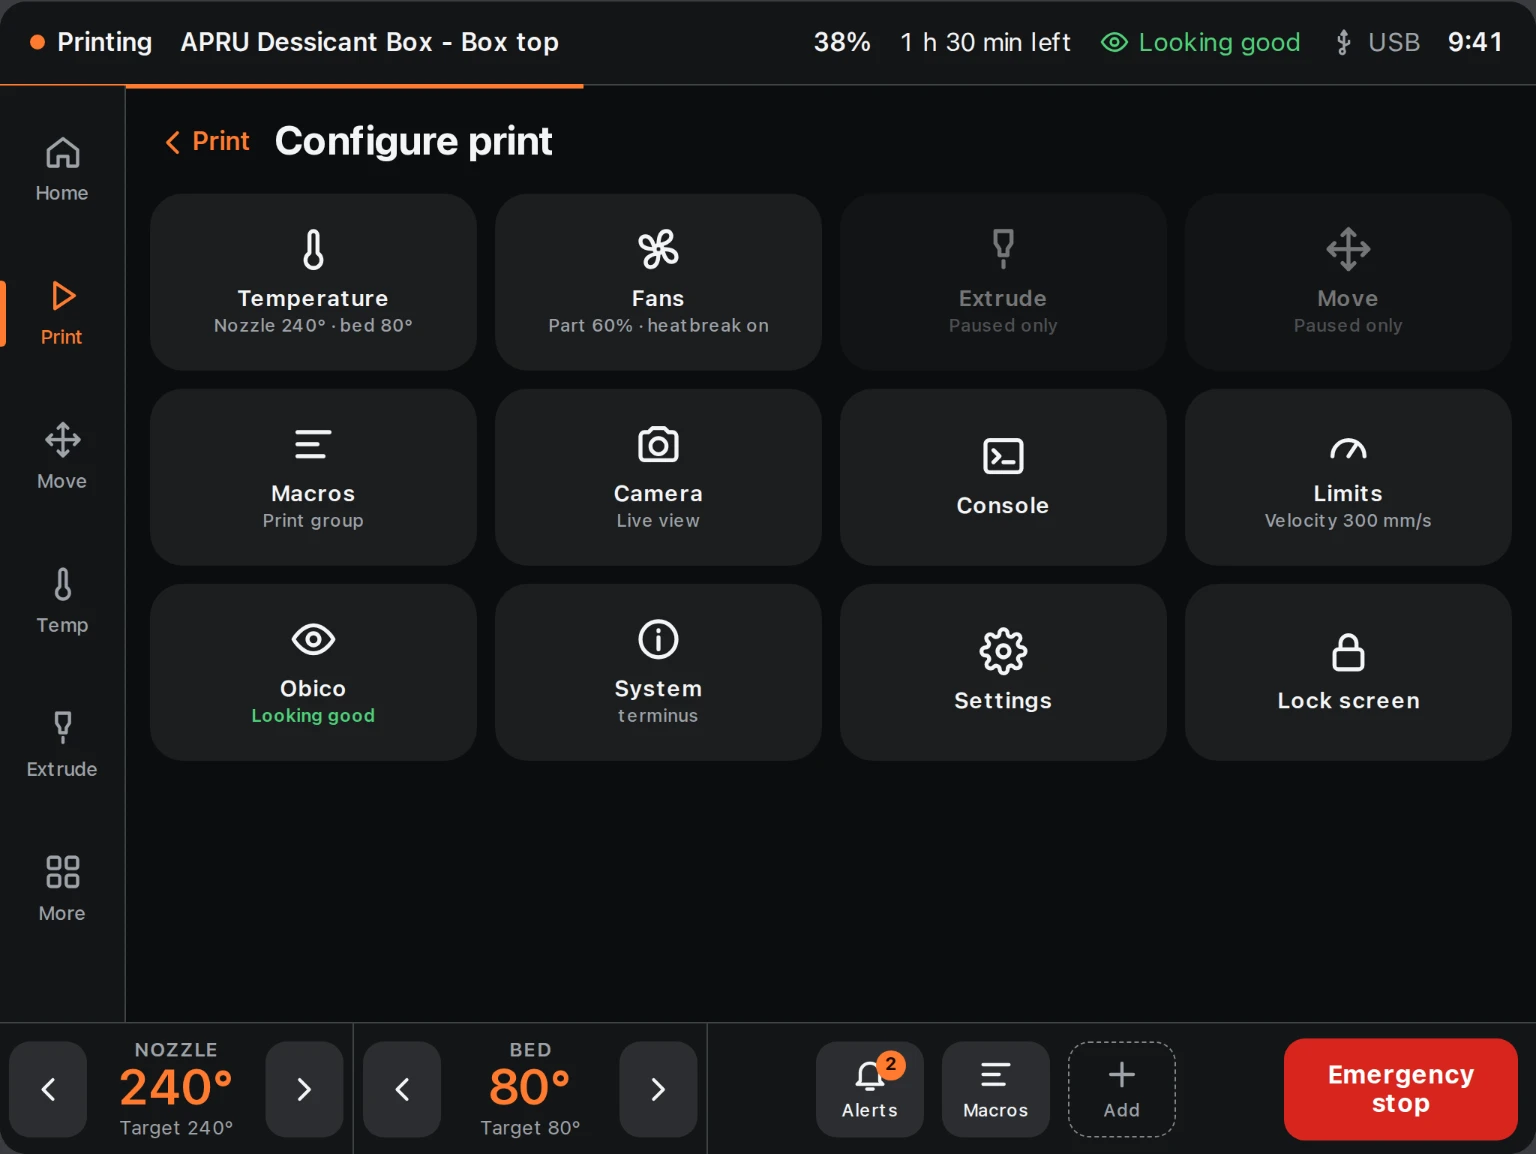 Printing APRU Dessicant Box - Box top 38% 1 h 30 min left Looking good USB 9:41
Print Configure print
Home
Print
Move
Temp
Extrude
More
Temperature
Nozzle 240° · bed 80°
Fans
Part 60% · heatbreak on
Extrude
Paused only
Move
Paused only
Macros
Print group
Camera
Live view
Console
Limits
Velocity 300 mm/s
Obico
Looking good
System
terminus
Settings
Lock screen
NOZZLE
240°
Target 240°
BED
80°
Target 80°
2
Alerts
Macros
Add
Emergency
stop